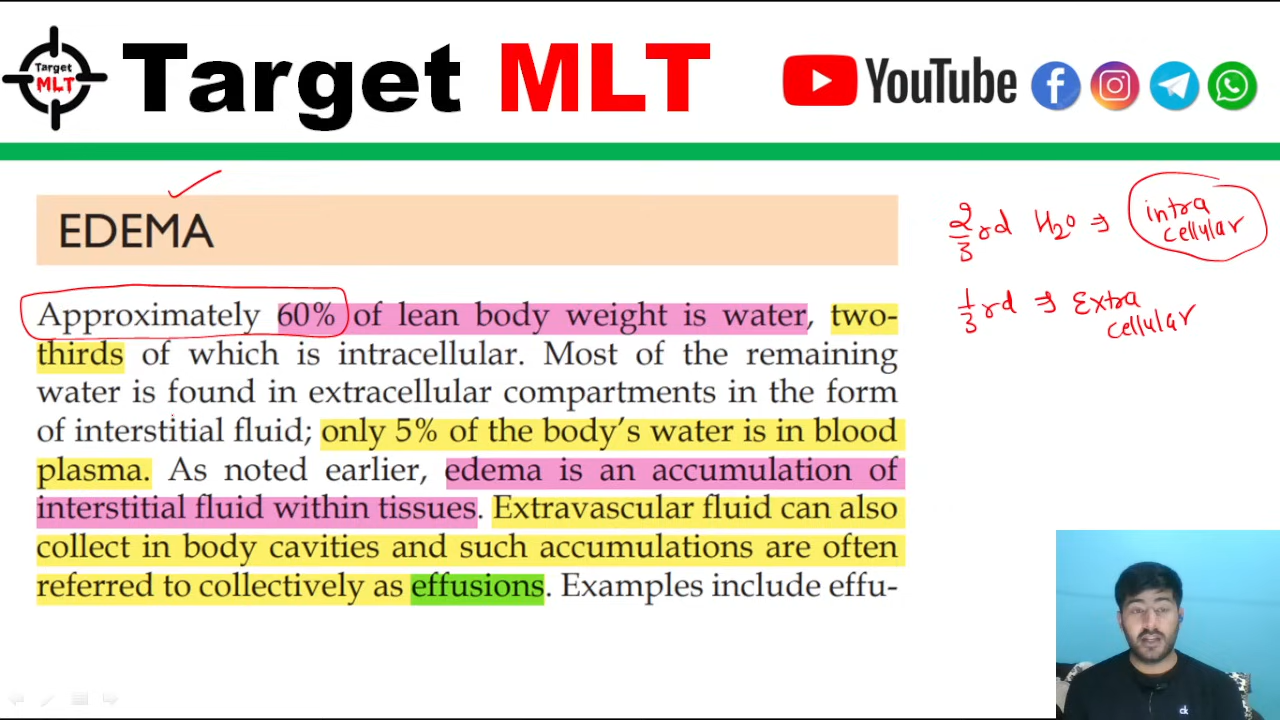 Target
MLT
Target MLT
YouTube
EDEMA
Approximately 60% of lean body weight is water, two-
thirds of which is intracellular. Most of the remaining
water is found in extracellular compartments in the form
of interstitial fluid; only 5% of the body's water is in blood
plasma. As noted earlier, edema is an accumulation of
interstitial fluid within tissues. Extravascular fluid can also
collect in body cavities and such accumulations are often
referred to collectively as effusions. Examples include effu-
2/3 rd H2O ⇒ intra
cellular
1/3 rd ⇒ Extra
cellular
ck